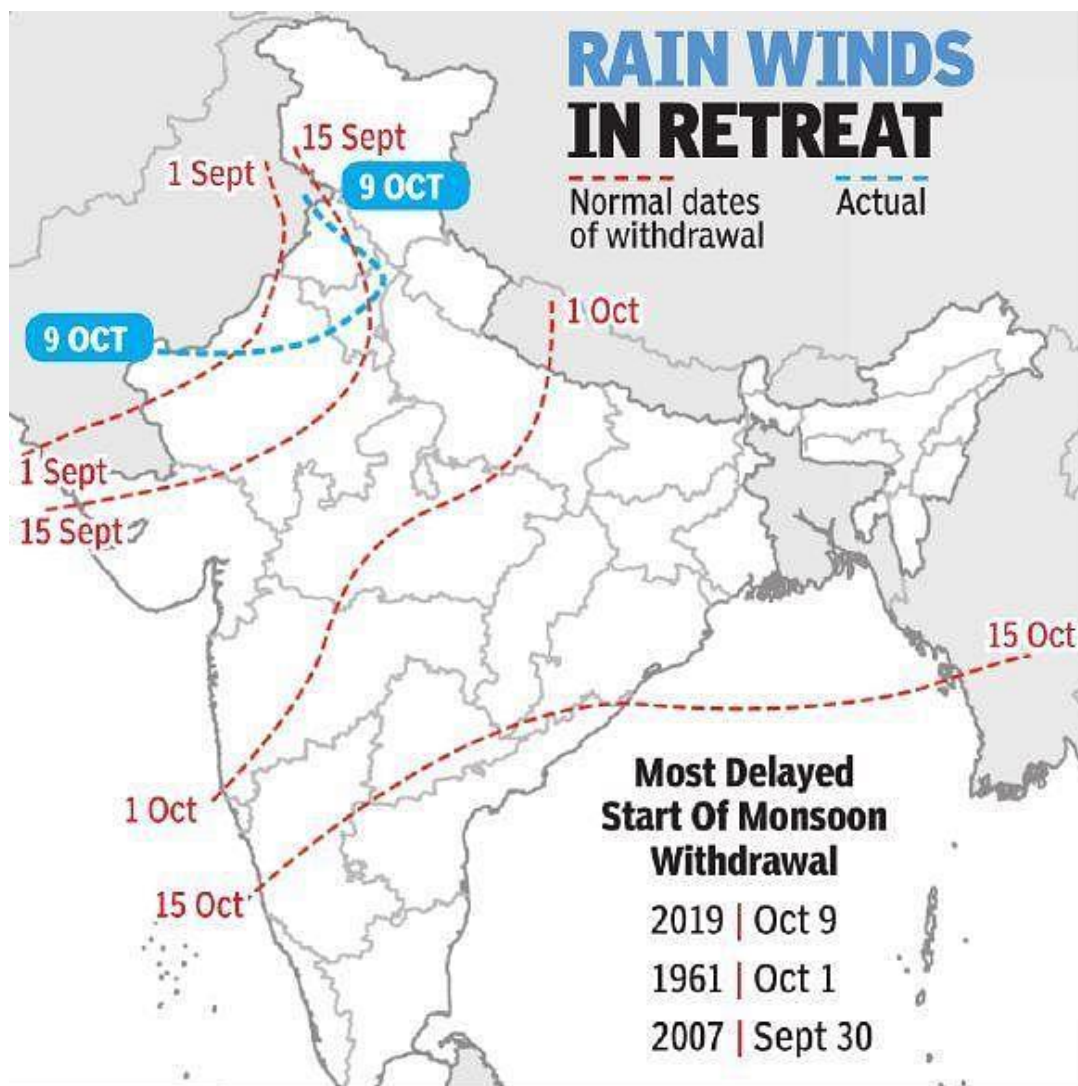 RAIN WINDS
IN RETREAT
Normal dates
of withdrawal
Actual
15 Sept
1 Sept
9 OCT
1 Oct
9 OCT
1 Sept
15 Sept
15 Oct
1 Oct
15 Oct
Most Delayed
Start Of Monsoon
Withdrawal
2019 | Oct 9
1961 | Oct 1
2007 | Sept 30